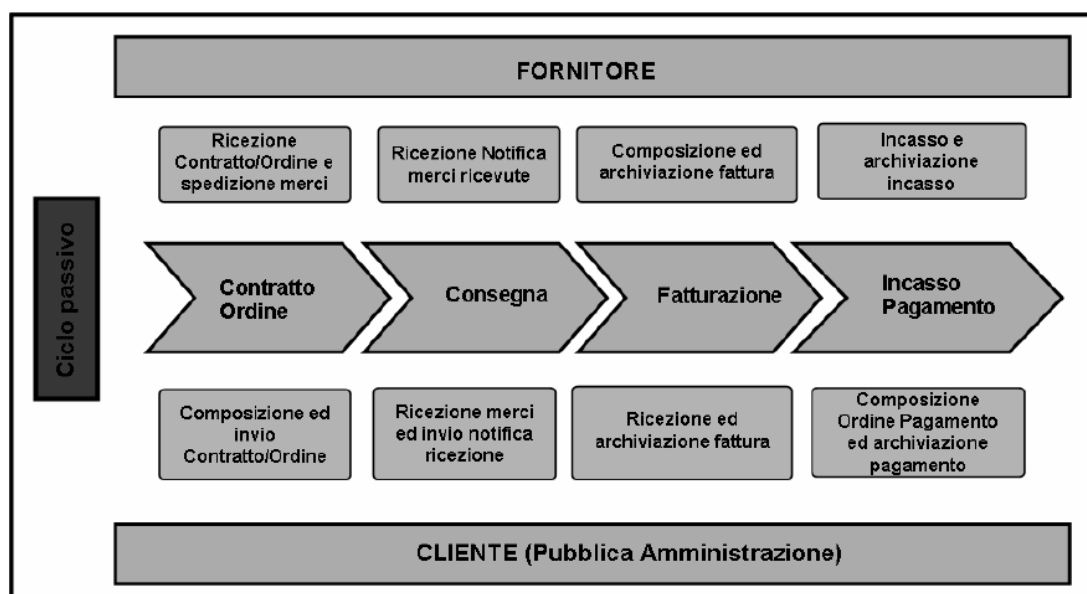 FORNITORE
Ricezione
Contratto/Ordine e
spedizione merci
Ricezione Notifica
merci ricevute
Composizione ed
archiviazione fattura
Incasso e
archiviazione
incasso
Ciclo passivo
Contratto
Ordine
Consegna
Fatturazione
Incasso
Pagamento
Composizione ed
invio
Contratto/Ordine
Ricezione merci
ed invio notifica
ricezione
Ricezione ed
archiviazione fattura
Composizione
Ordine Pagamento
ed archiviazione
pagamento
CLIENTE (Pubblica Amministrazione)